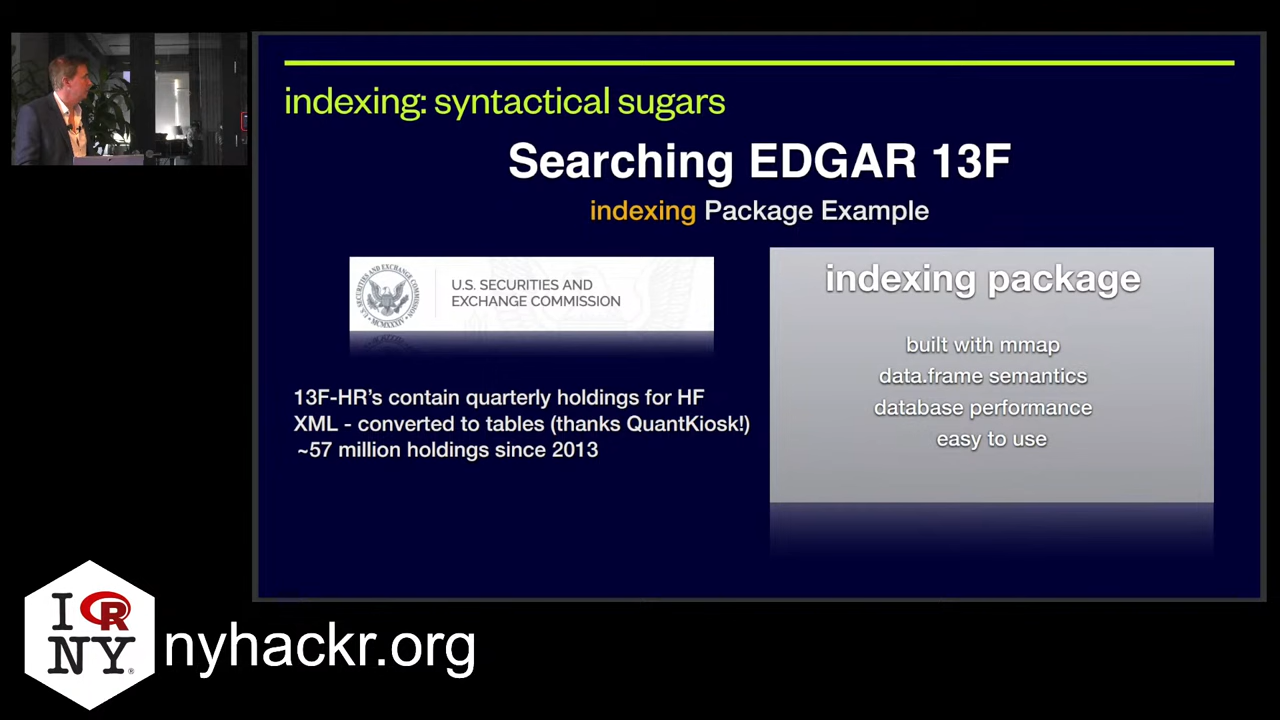 indexing: syntactical sugars
Searching EDGAR 13F
indexing Package Example
U.S. SECURITIES AND
EXCHANGE COMMISSION
13F-HR's contain quarterly holdings for HF
XML - converted to tables (thanks QuantKiosk!)
~57 million holdings since 2013
indexing package
built with mmap
data.frame semantics
database performance
easy to use
I R
NY
nyhackr.org